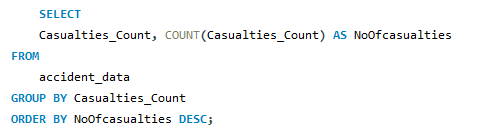 SELECT
Casualties_Count, COUNT(Casualties_Count) AS NoOfcasualties
FROM
accident_data
GROUP BY Casualties_Count
ORDER BY NoOfcasualties DESC;